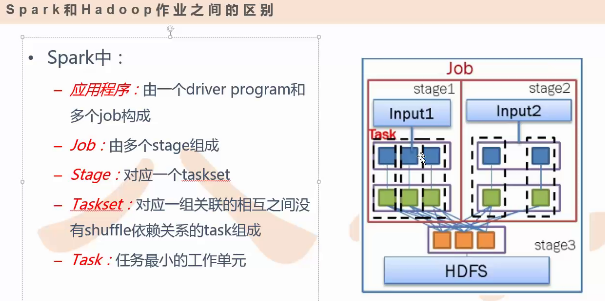 Spark和Hadoop作业之间的区别
• Spark中：
– 应用程序：由一个driver program和
多个job构成
– Job：由多个stage组成
– Stage：对应一个taskset
– Taskset：对应一组关联的相互之间没
有shuffle依赖关系的task组成
– Task：任务最小的工作单元
Job
stage1
stage2
Input1
Input2
Task
stage3
HDFS